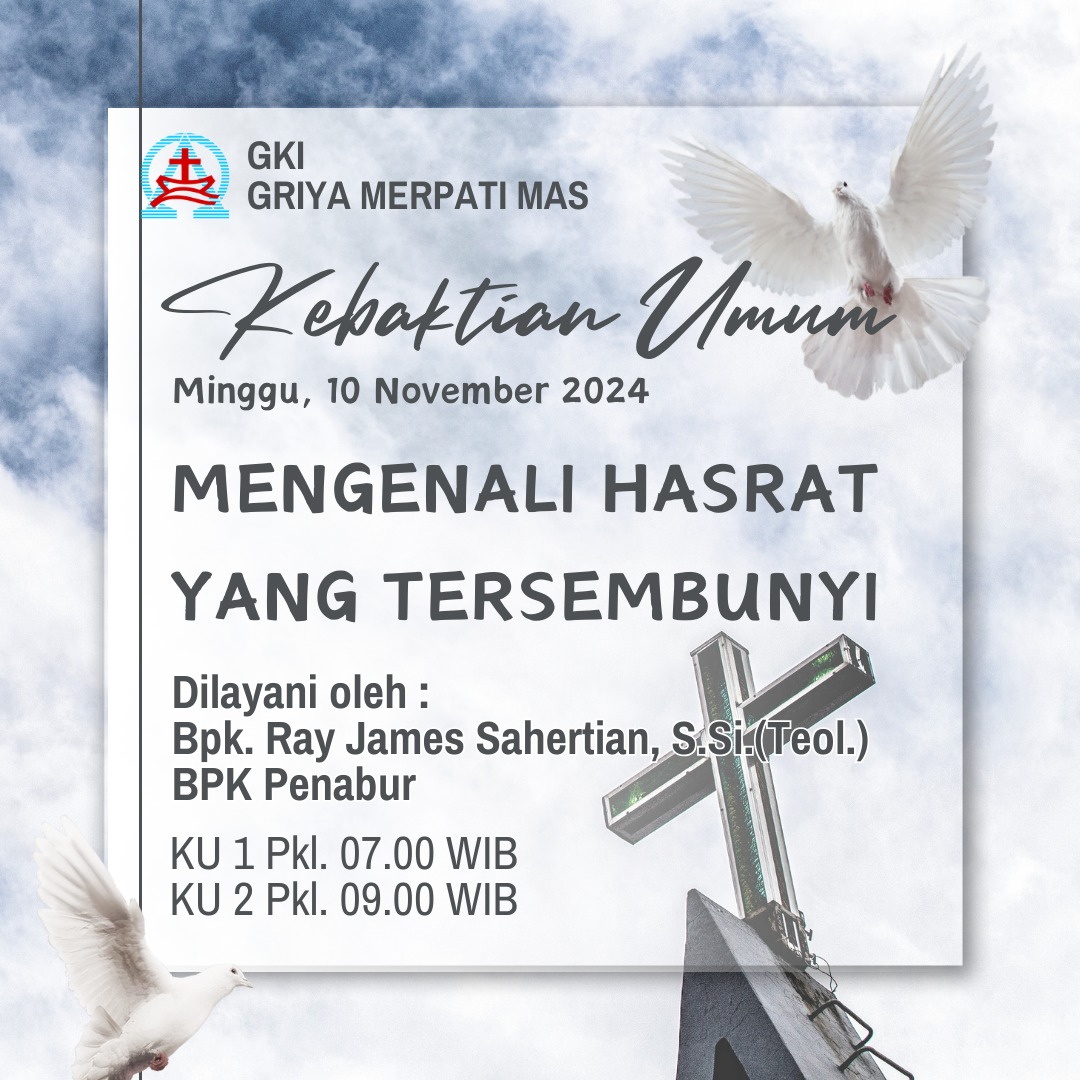 GKI
GRIYA MERPATI MAS
Kebaktian Umum
Minggu, 10 November 2024
MENGENALI HASRAT
YANG TERSEMBUNYI
Dilayani oleh :
Bpk. Ray James Sahertian, S.Si.(Teol.)
BPK Penabur
KU 1 Pkl. 07.00 WIB
KU 2 Pkl. 09.00 WIB